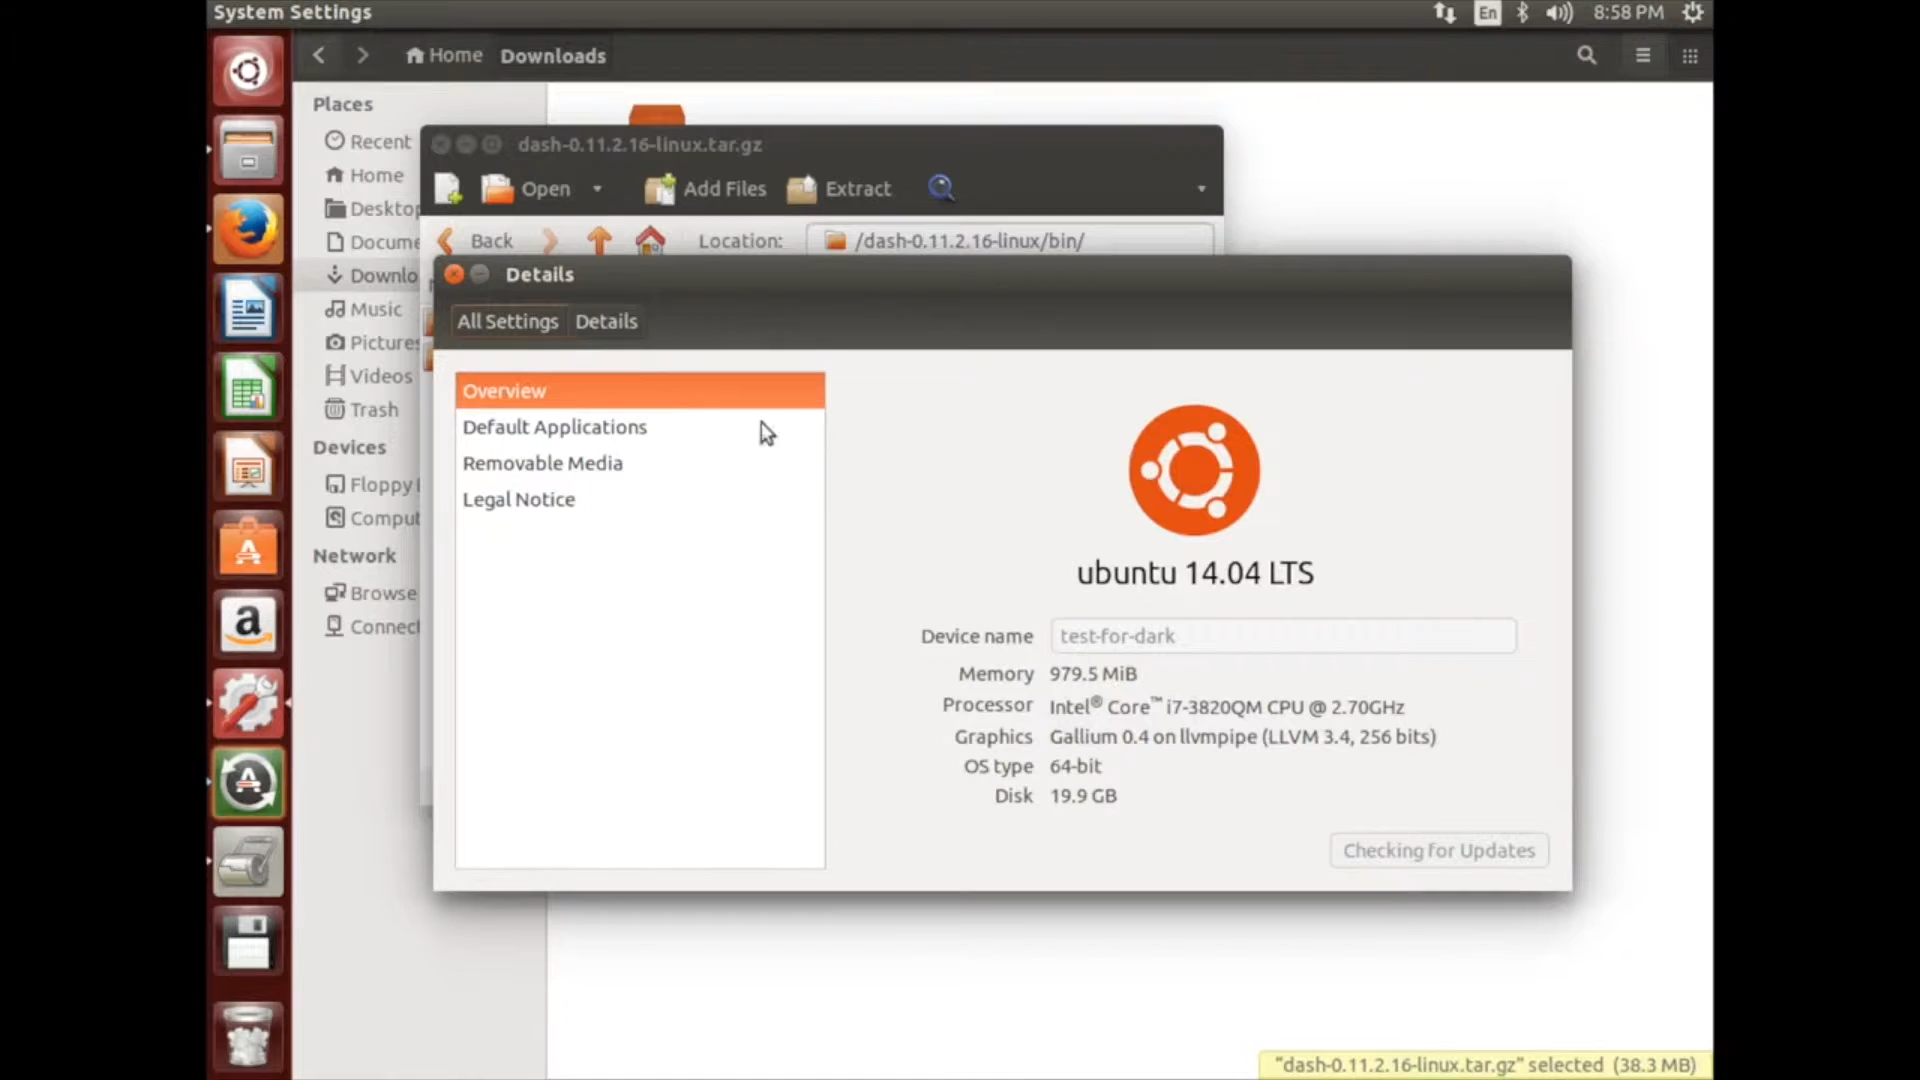 System Settings
En
8:58 PM
Home
Downloads
Places
Recent
Home
Desktop
Docume
Downlo
Music
Pictures
Videos
Trash
Devices
Floppy
Comput
Network
Browse
Connect
dash-0.11.2.16-linux.tar.gz
Open
Add Files
Extract
Back
Location:
/dash-0.11.2.16-linux/bin/
Details
All Settings
Details
Overview
Default Applications
Removable Media
Legal Notice
ubuntu 14.04 LTS
Device name test-for-dark
Memory 979.5 MiB
Processor Intel® Core™ i7-3820QM CPU @ 2.70GHz
Graphics Gallium 0.4 on llvmpipe (LLVM 3.4, 256 bits)
OS type 64-bit
Disk 19.9 GB
Checking for Updates
"dash-0.11.2.16-linux.tar.gz" selected (38.3 MB)